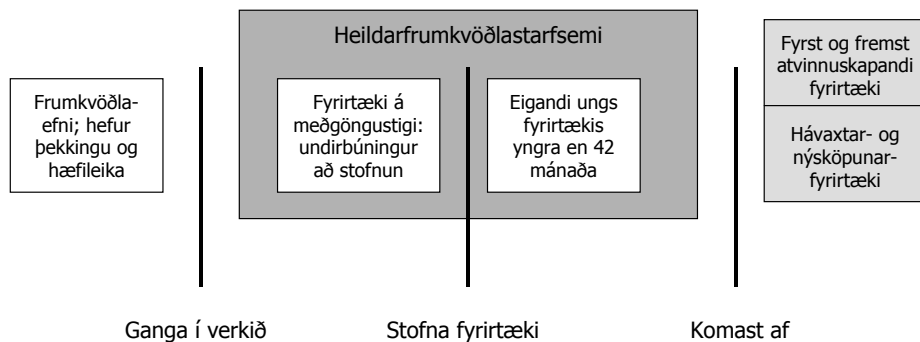 Heildarfrumkvöðlastarfsemi
Frumkvöðla-
efni; hefur
þekkingu og
hæfileika
Fyrirtæki á
meðgöngustigi:
undirbúningur
að stofnun
Eigandi ungs
fyrirtækis
yngra en 42
mánaða
Fyrst og fremst
atvinnuskapandi
fyrirtæki
Hávaxtar- og
nýsköpunar-
fyrirtæki
Ganga í verkið
Stofna fyrirtæki
Komast af